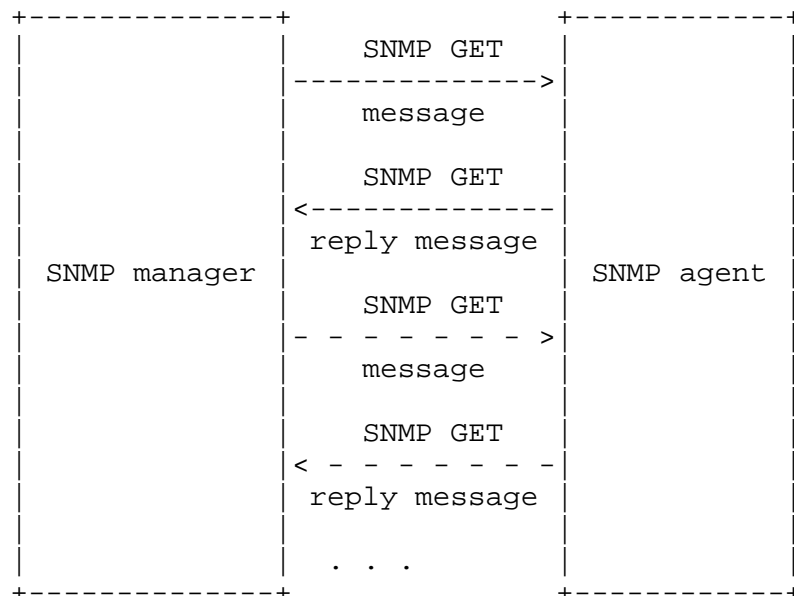 SNMP GET
message
SNMP GET
reply message
SNMP manager
SNMP agent
SNMP GET
message
SNMP GET
reply message
. . .